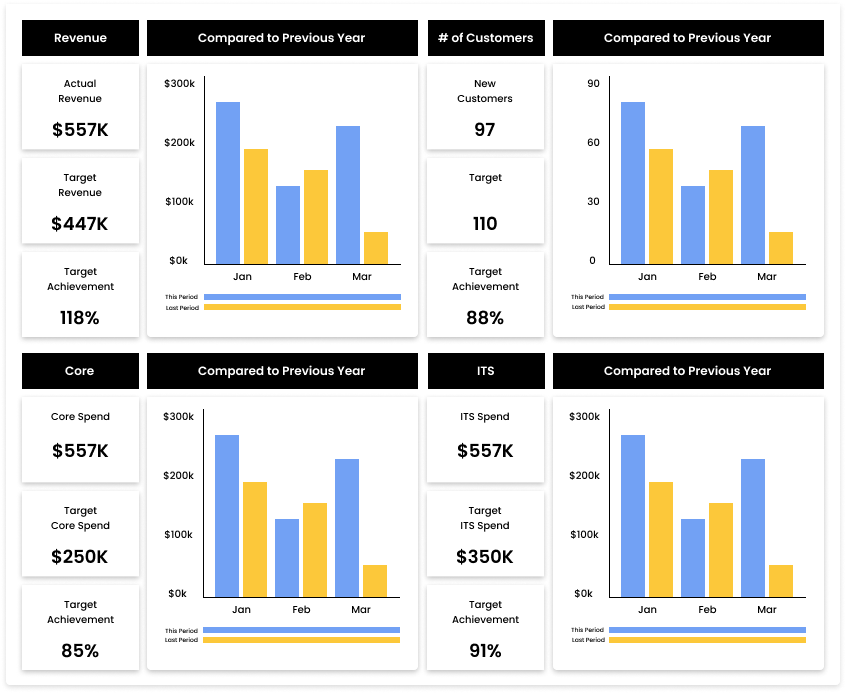 Revenue
Compared to Previous Year
# of Customers
Compared to Previous Year
Actual
Revenue
$557K
Target
Revenue
$447K
Target
Achievement
118%
$300k
$200k
$100k
$0k
Jan Feb Mar
This Period
Last Period
New
Customers
97
Target
110
Target
Achievement
88%
90
60
30
0
Jan Feb Mar
This Period
Last Period
Core
Compared to Previous Year
ITS
Compared to Previous Year
Core Spend
$557K
Target
Core Spend
$250K
Target
Achievement
85%
$300k
$200k
$100k
$0k
Jan Feb Mar
This Period
Last Period
ITS Spend
$557K
Target
ITS Spend
$350K
Target
Achievement
91%
$300k
$200k
$100k
$0k
Jan Feb Mar
This Period
Last Period